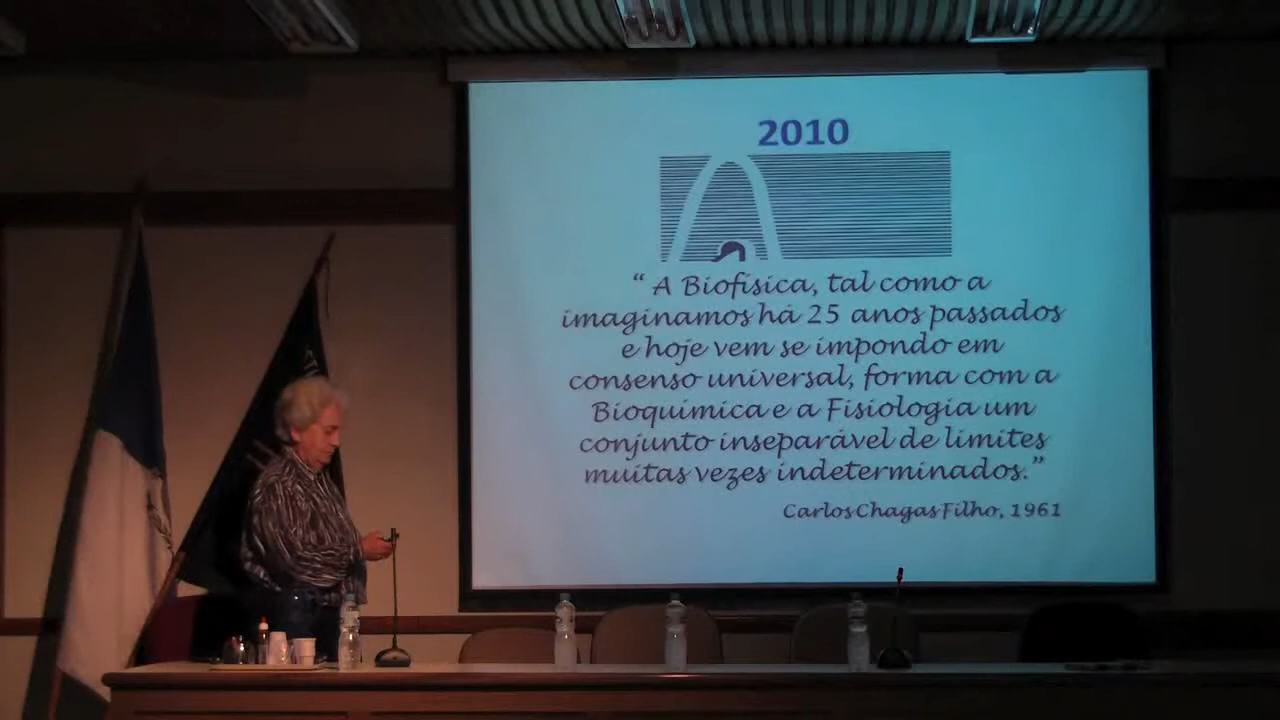 2010
“ A Biofísica, tal como a
imaginamos há 25 anos passados
e hoje vem se impondo em
consenso universal, forma com a
Bioquímica e a Fisiologia um
conjunto inseparável de limites
muitas vezes indeterminados.”
Carlos Chagas Filho, 1961